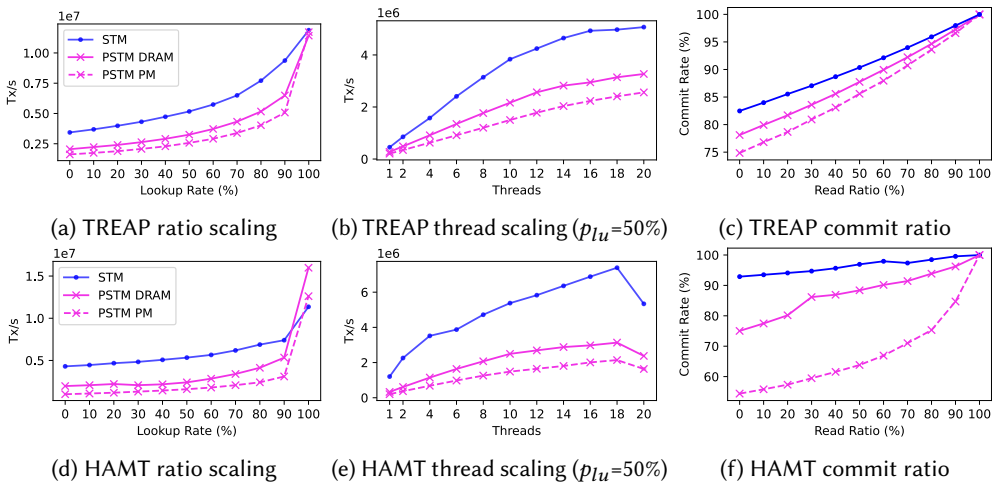 1e7
STM
PSTM DRAM
PSTM PM
1.00
0.75
0.50
0.25
Tx/s
0 10 20 30 40 50 60 70 80 90 100
Lookup Rate (%)
(a) TREAP ratio scaling
1e6
4
2
0
Tx/s
1 2 4 6 8 10 12 14 16 18 20
Threads
(b) TREAP thread scaling (plu=50%)
100
95
90
85
80
75
Commit Rate (%)
0 10 20 30 40 50 60 70 80 90 100
Read Ratio (%)
(c) TREAP commit ratio
1e7
STM
PSTM DRAM
PSTM PM
1.5
1.0
0.5
Tx/s
0 10 20 30 40 50 60 70 80 90 100
Lookup Rate (%)
(d) HAMT ratio scaling
1e6
6
4
2
0
Tx/s
1 2 4 6 8 10 12 14 16 18 20
Threads
(e) HAMT thread scaling (plu=50%)
100
90
80
70
60
Commit Rate (%)
0 10 20 30 40 50 60 70 80 90 100
Read Ratio (%)
(f) HAMT commit ratio